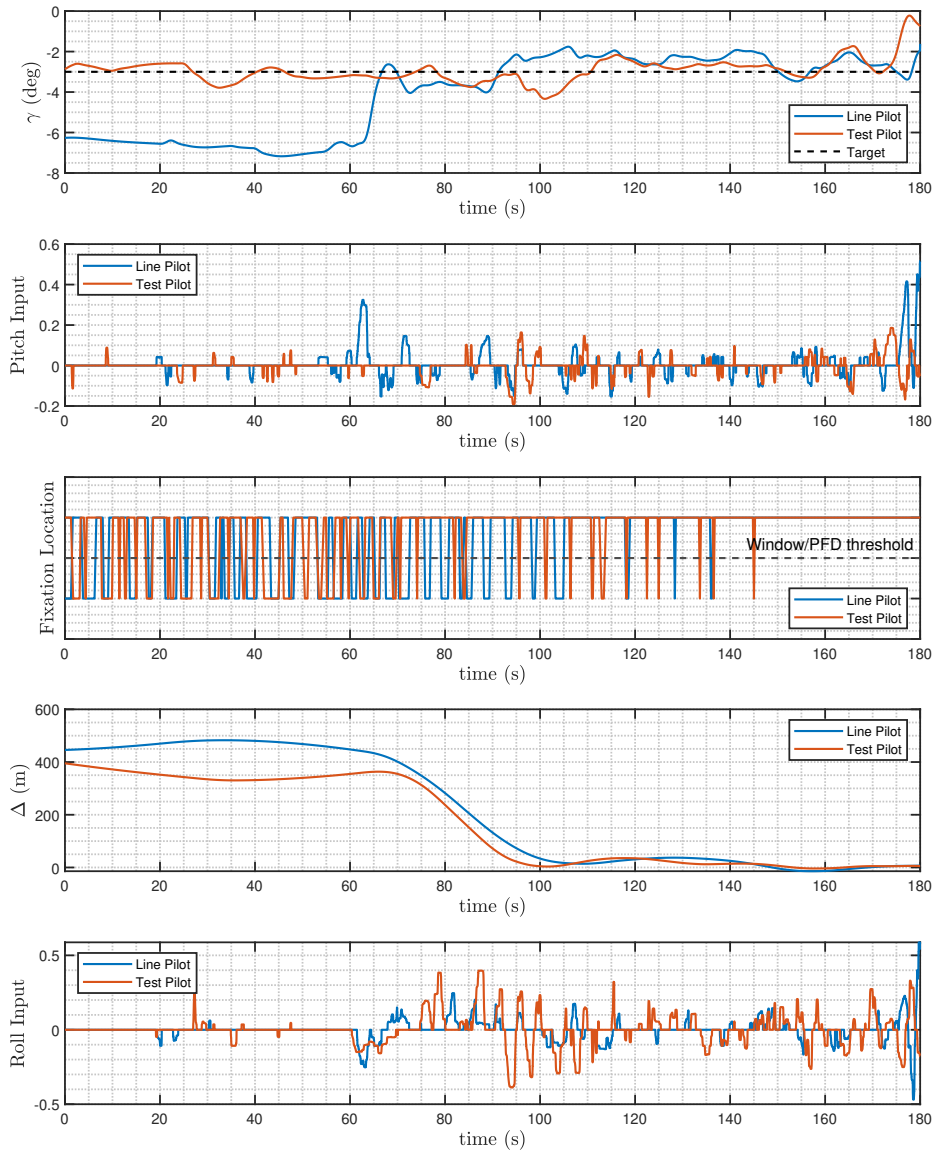 0
-2
-4
-6
-8
γ (deg)
Line Pilot
Test Pilot
Target
0 20 40 60 80 100 120 140 160 180
time (s)
0.6
0.4
0.2
0
-0.2
Pitch Input
Line Pilot
Test Pilot
0 20 40 60 80 100 120 140 160 180
time (s)
Fixation Location
Window/PFD threshold
Line Pilot
Test Pilot
0 20 40 60 80 100 120 140 160 180
time (s)
600
400
200
0
Δ (m)
Line Pilot
Test Pilot
0 20 40 60 80 100 120 140 160 180
time (s)
0.5
0
-0.5
Roll Input
Line Pilot
Test Pilot
0 20 40 60 80 100 120 140 160 180
time (s)